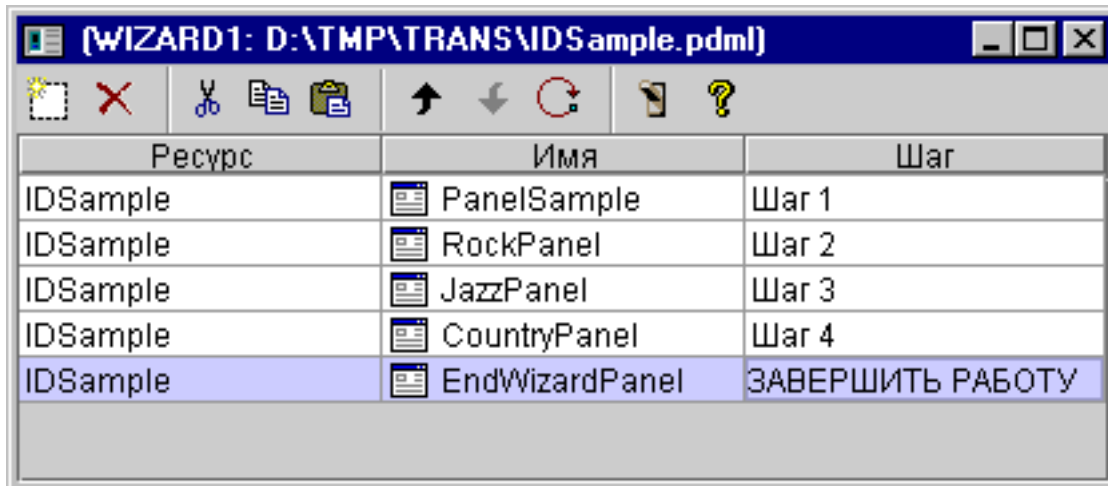 (WIZARD1: D:\TMP\TRANS\IDSample.pdml)
Ресурс Имя Шаг
IDSample PanelSample Шаг 1
IDSample RockPanel Шаг 2
IDSample JazzPanel Шаг 3
IDSample CountryPanel Шаг 4
IDSample EndWizardPanel ЗАВЕРШИТЬ РАБОТУ